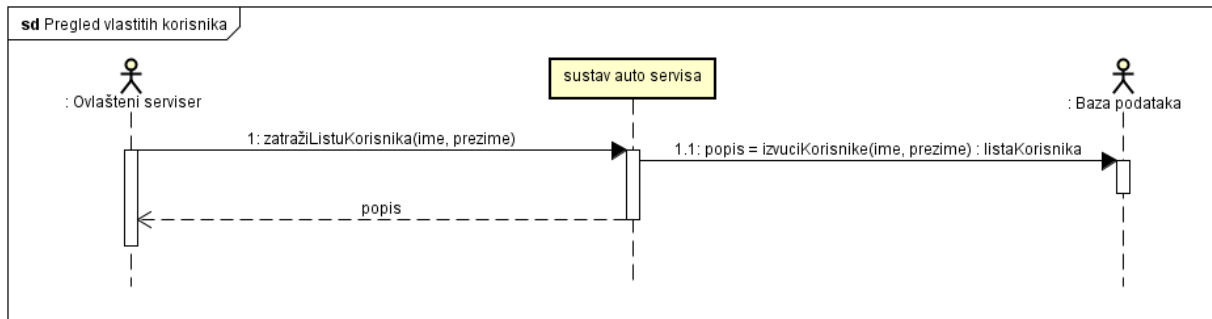 sd Pregled vlastitih korisnika
: Ovlašteni serviser
sustav auto servisa
: Baza podataka
1: zatražiListuKorisnika(ime, prezime)
1.1: popis = izvuciKorisnike(ime, prezime) : listaKorisnika
popis